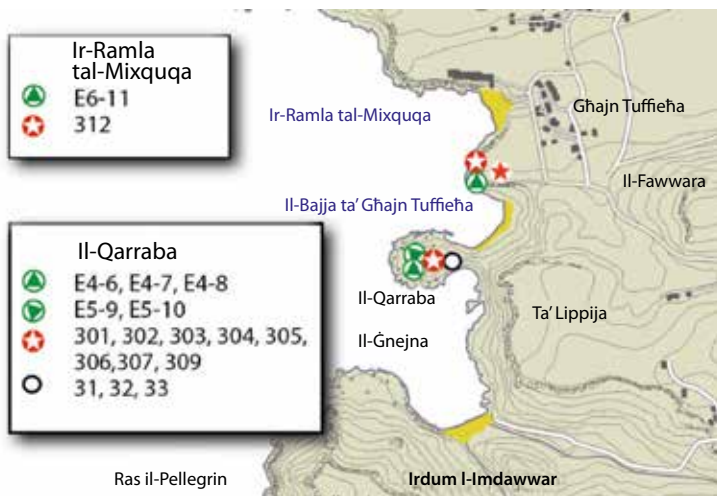 Ir-Ramla
tal-Mixquqa
E6-11
312
Il-Qarraba
E4-6, E4-7, E4-8
E5-9, E5-10
301, 302, 303, 304, 305,
306,307, 309
31, 32, 33
Ir-Ramla tal-Mixquqa
Għajn Tuffieħa
Il-Fawwara
Il-Bajja ta' Għajn Tuffieħa
Il-Qarraba
Ta' Lippija
Il-Ġnejna
Ras il-Pellegrin
Irdum l-Imdawwar